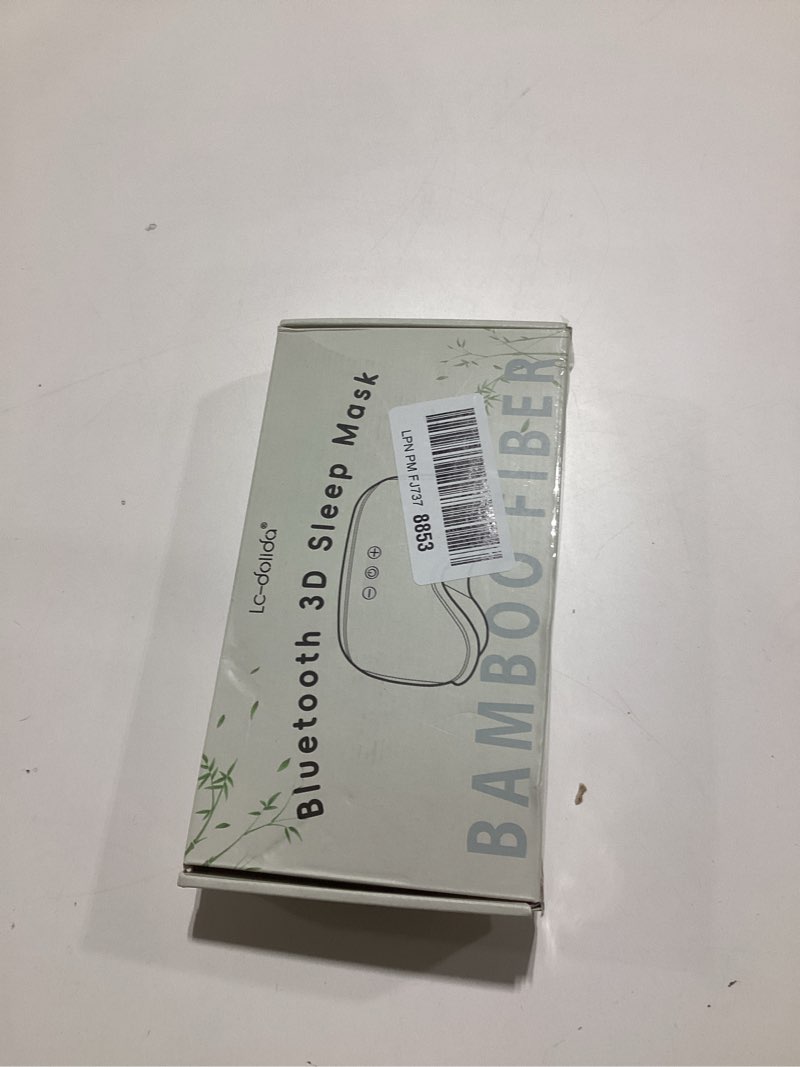 Lc-dolida®
Bluetooth 3D Sleep Mask
LPN PM FJ737 8853
BAMBOO FIBER